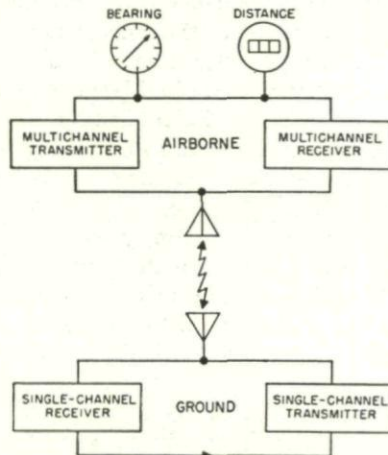 BEARING
DISTANCE
MULTICHANNEL
TRANSMITTER
AIRBORNE
MULTICHANNEL
RECEIVER
SINGLE-CHANNEL
RECEIVER
GROUND
SINGLE-CHANNEL
TRANSMITTER